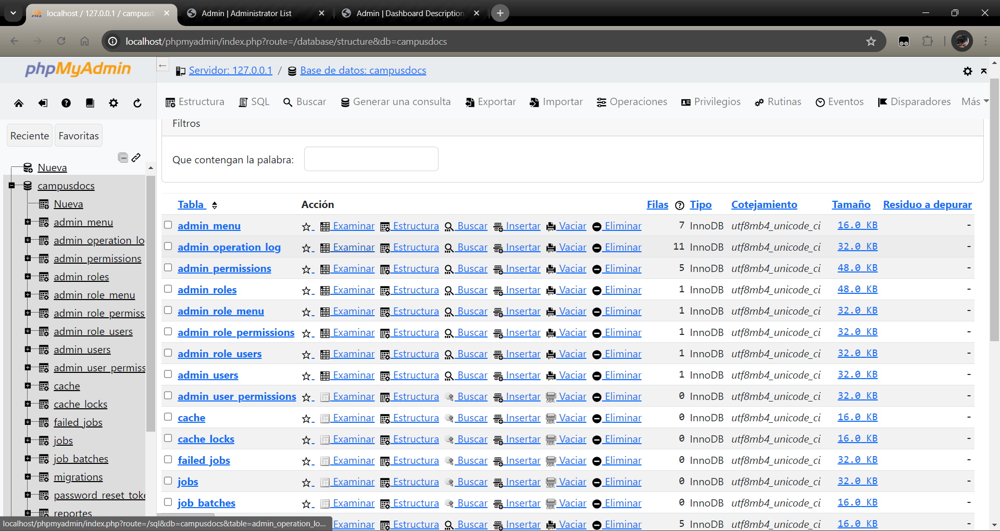 localhost / 127.0.0.1 / campusd
Admin | Administrator List
Admin | Dashboard Description
localhost/phpmyadmin/index.php?route=/database/structure&db=campusdocs
phpMyAdmin
Servidor: 127.0.0.1 / Base de datos: campusdocs
Estructura SQL Buscar Generar una consulta Exportar Importar Operaciones Privilegios Rutinas Eventos Disparadores Más
Reciente Favoritas
Nueva
campusdocs
Nueva
admin_menu
admin_operation_lo
admin_permissions
admin_roles
admin_role_menu
admin_role_permiss
admin_role_users
admin_users
admin_user_permiss
cache
cache_locks
failed_jobs
jobs
job_batches
migrations
password_reset_toke
reportes
Filtros
Que contengan la palabra:
Tabla Acción Filas Tipo Cotejamiento Tamaño Residuo a depurar
admin_menu Examinar Estructura Buscar Insertar Vaciar Eliminar 7 InnoDB utf8mb4_unicode_ci 16.0 KB -
admin_operation_log Examinar Estructura Buscar Insertar Vaciar Eliminar 11 InnoDB utf8mb4_unicode_ci 32.0 KB -
admin_permissions Examinar Estructura Buscar Insertar Vaciar Eliminar 5 InnoDB utf8mb4_unicode_ci 48.0 KB -
admin_roles Examinar Estructura Buscar Insertar Vaciar Eliminar 1 InnoDB utf8mb4_unicode_ci 48.0 KB -
admin_role_menu Examinar Estructura Buscar Insertar Vaciar Eliminar 1 InnoDB utf8mb4_unicode_ci 32.0 KB -
admin_role_permissions Examinar Estructura Buscar Insertar Vaciar Eliminar 1 InnoDB utf8mb4_unicode_ci 32.0 KB -
admin_role_users Examinar Estructura Buscar Insertar Vaciar Eliminar 1 InnoDB utf8mb4_unicode_ci 32.0 KB -
admin_users Examinar Estructura Buscar Insertar Vaciar Eliminar 1 InnoDB utf8mb4_unicode_ci 32.0 KB -
admin_user_permissions Examinar Estructura Buscar Insertar Vaciar Eliminar 0 InnoDB utf8mb4_unicode_ci 32.0 KB -
cache Examinar Estructura Buscar Insertar Vaciar Eliminar 0 InnoDB utf8mb4_unicode_ci 16.0 KB -
cache_locks Examinar Estructura Buscar Insertar Vaciar Eliminar 0 InnoDB utf8mb4_unicode_ci 16.0 KB -
failed_jobs Examinar Estructura Buscar Insertar Vaciar Eliminar 0 InnoDB utf8mb4_unicode_ci 32.0 KB -
jobs Examinar Estructura Buscar Insertar Vaciar Eliminar 0 InnoDB utf8mb4_unicode_ci 32.0 KB -
job_batches Examinar Estructura Buscar Insertar Vaciar Eliminar 0 InnoDB utf8mb4_unicode_ci 16.0 KB -
Examinar Estructura Buscar Insertar Vaciar Eliminar 5 InnoDB utf8mb4_unicode_ci 16.0 KB -
localhost/phpmyadmin/index.php?route=/sql&db=campusdocs&table=admin_operation_lo...